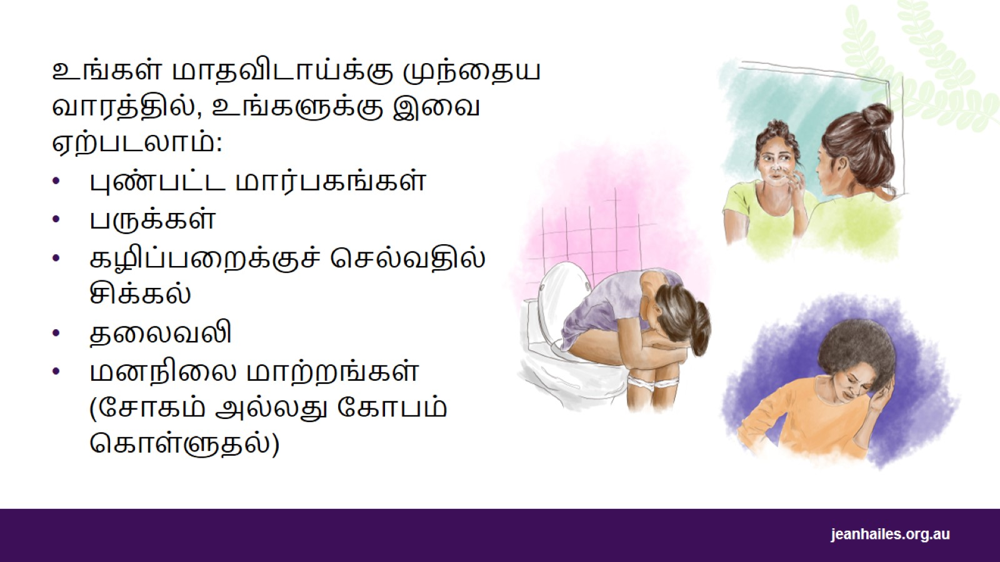 உங்கள் மாதவிடாய்க்கு முந்தைய
வாரத்தில், உங்களுக்கு இவை
ஏற்படலாம்:
• புண்பட்ட மார்பகங்கள்
• பருக்கள்
• கழிப்பறைக்குச் செல்வதில்
சிக்கல்
• தலைவலி
• மனநிலை மாற்றங்கள்
(சோகம் அல்லது கோபம்
கொள்ளுதல்)
jeanhailes.org.au